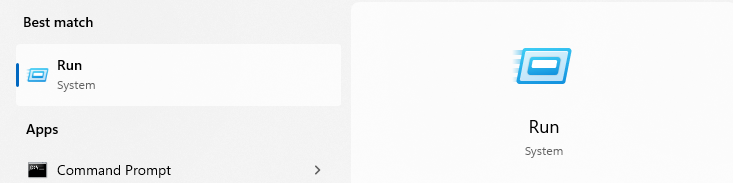 Best match
Run
System
Apps
Command Prompt
Run
System